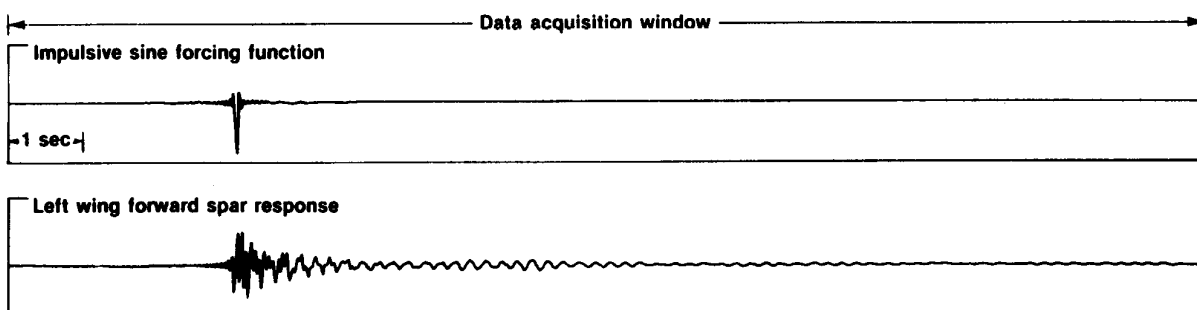 Data acquisition window
Impulsive sine forcing function
1 sec
Left wing forward spar response